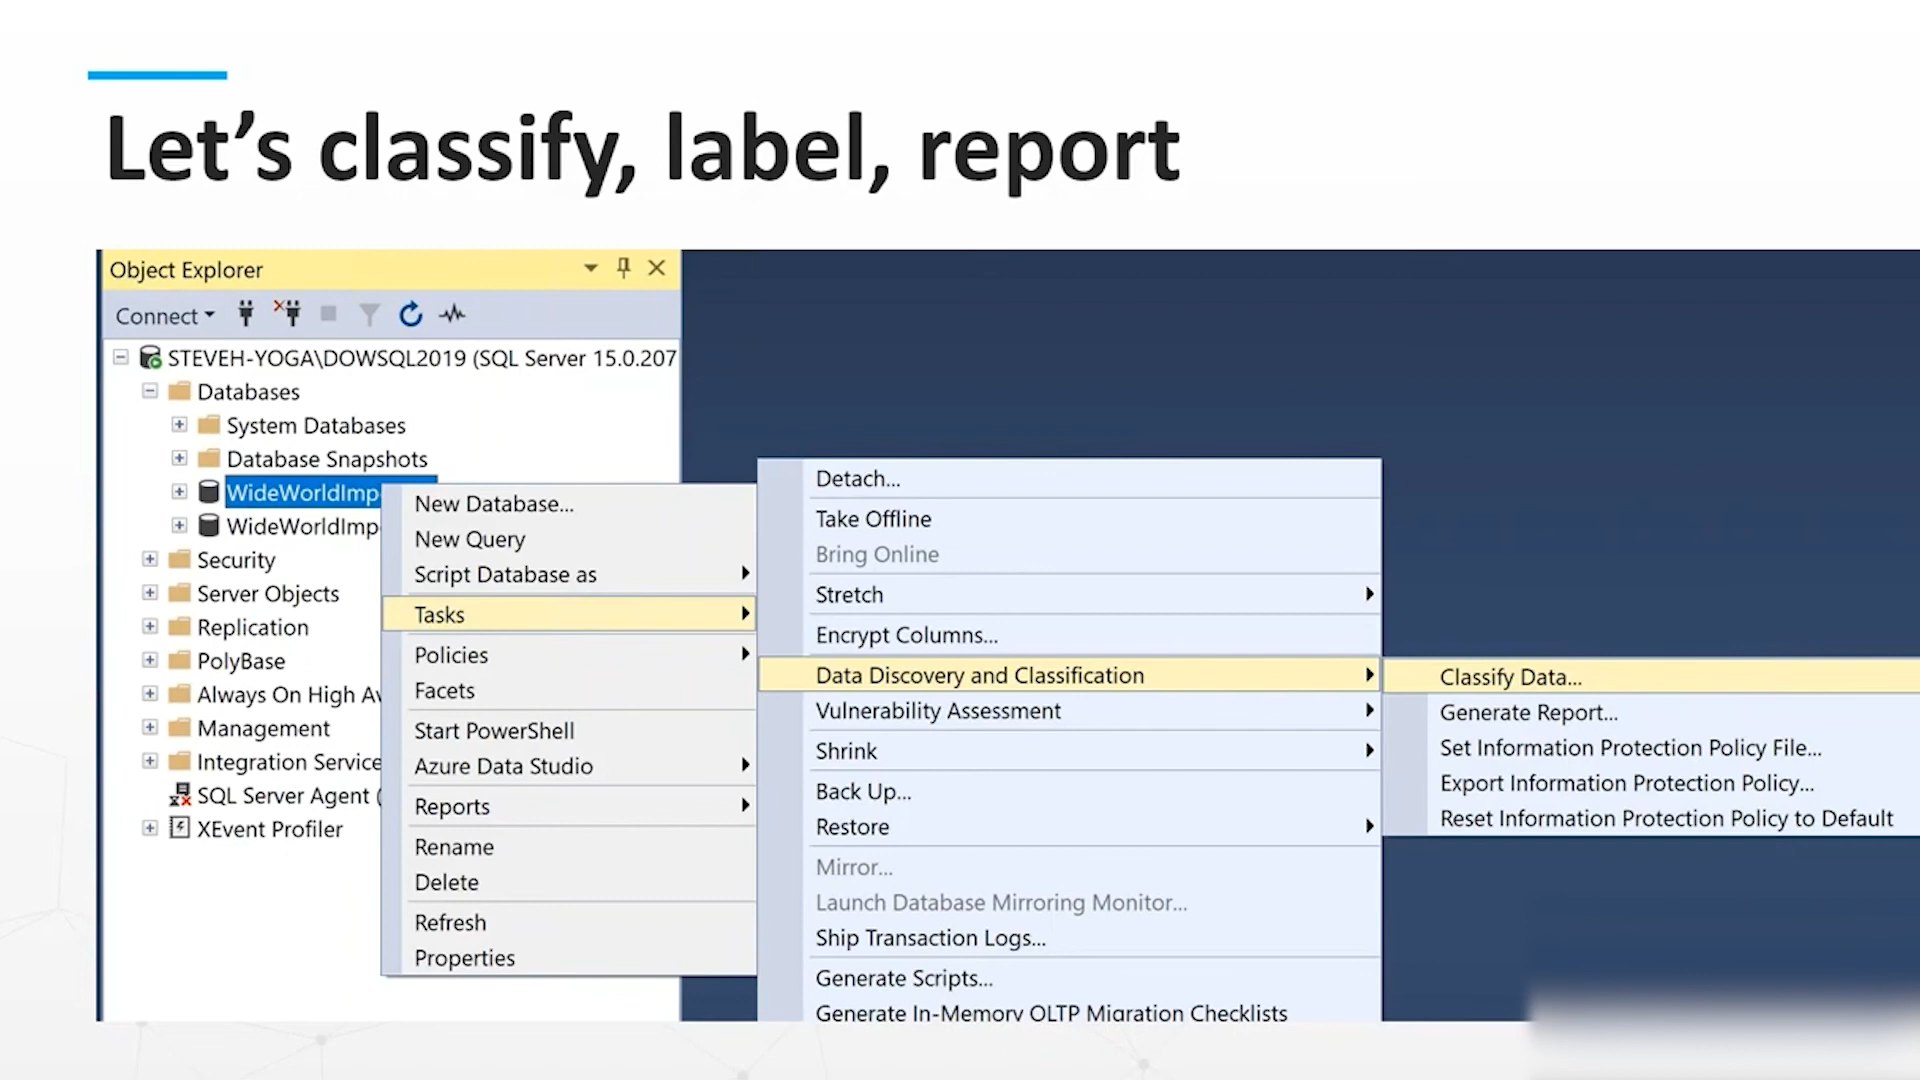 Let's classify, label, report
Object Explorer
Connect
STEVEH-YOGA\DOWSQL2019 (SQL Server 15.0.207
Databases
System Databases
Database Snapshots
WideWorldImp
WideWorldImp
Security
Server Objects
Replication
PolyBase
Always On High Av
Management
Integration Service
SQL Server Agent (
XEvent Profiler
New Database...
New Query
Script Database as
Tasks
Policies
Facets
Start PowerShell
Azure Data Studio
Reports
Rename
Delete
Refresh
Properties
Detach...
Take Offline
Bring Online
Stretch
Encrypt Columns...
Data Discovery and Classification
Vulnerability Assessment
Shrink
Back Up...
Restore
Mirror...
Launch Database Mirroring Monitor...
Ship Transaction Logs...
Generate Scripts...
Generate In-Memory OLTP Migration Checklists
Classify Data...
Generate Report...
Set Information Protection Policy File...
Export Information Protection Policy...
Reset Information Protection Policy to Default